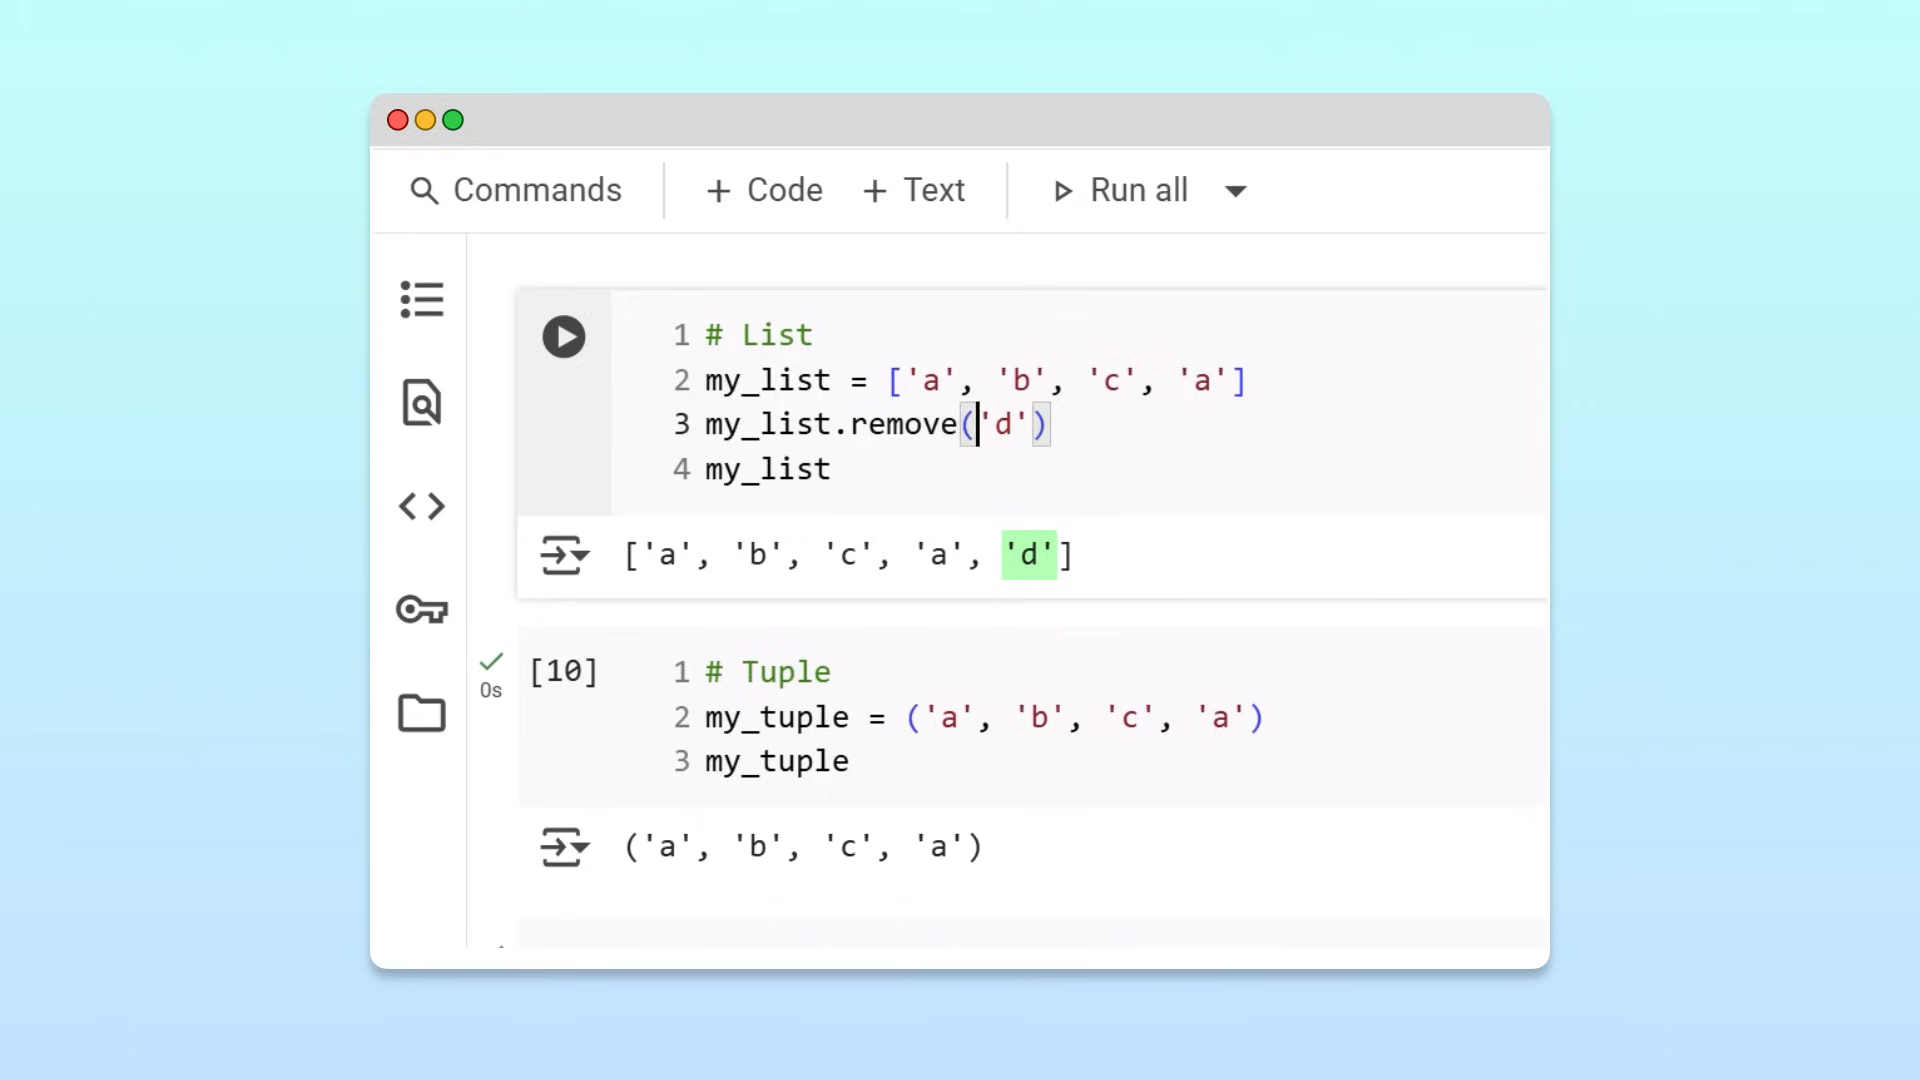 Commands + Code + Text Run all
1 # List
2 my_list = ['a', 'b', 'c', 'a']
3 my_list.remove('d')
4 my_list
['a', 'b', 'c', 'a', 'd']
[10] 1 # Tuple
0s
2 my_tuple = ('a', 'b', 'c', 'a')
3 my_tuple
('a', 'b', 'c', 'a')